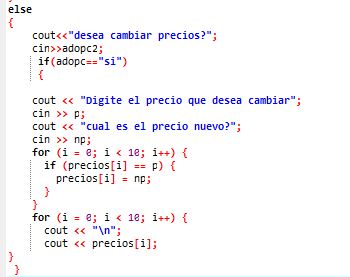 else
{
cout<<"desea cambiar precios?";
cin>>adopc2;
if(adopc=="si")
{
cout << "Digite el precio que desea cambiar";
cin >> p;
cout << "cual es el precio nuevo?";
cin >> np;
for (i = 0; i < 10; i++) {
if (precios[i] == p) {
precios[i] = np;
}
}
for (i = 0; i < 10; i++) {
cout << "\n";
cout << precios[i];
}
}